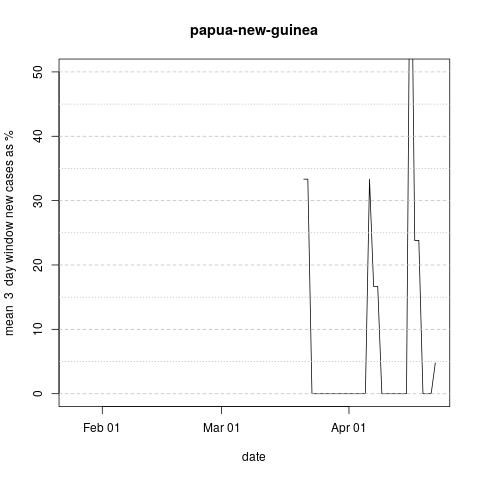 papua-new-guinea
mean 3 day window new cases as %
50
40
30
20
10
0
Feb 01
Mar 01
Apr 01
date